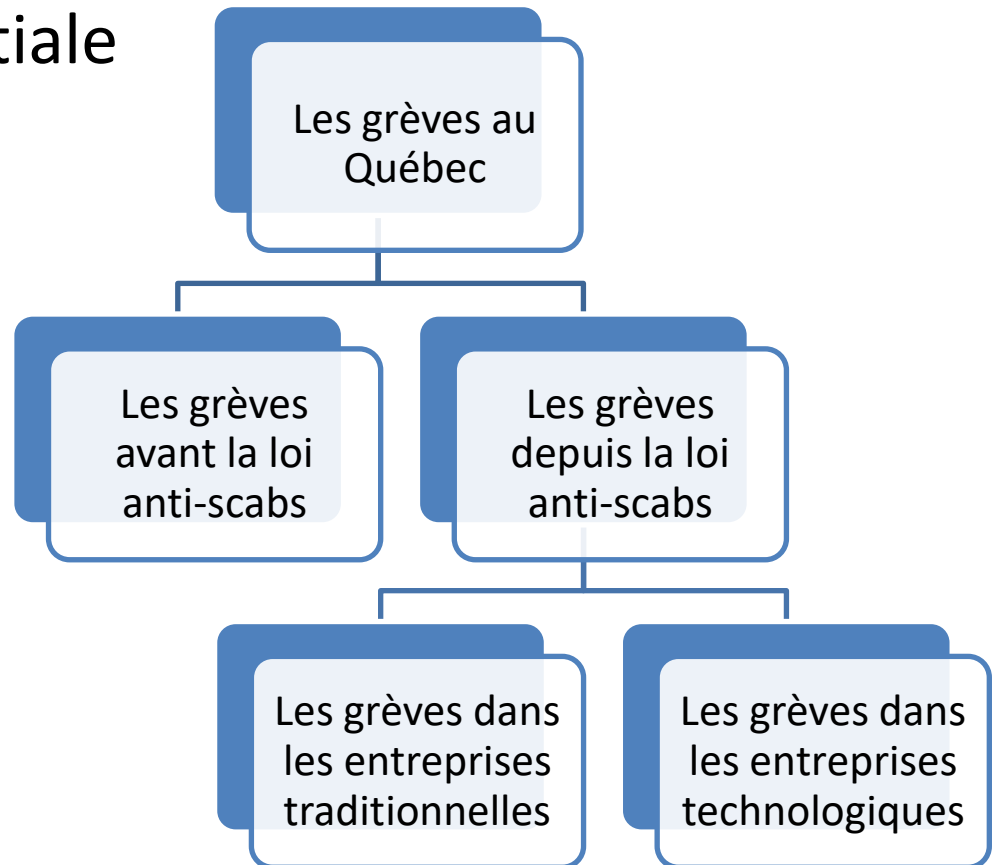 tiale
Les grèves au
Québec
Les grèves
avant la loi
anti-scabs
Les grèves
depuis la loi
anti-scabs
Les grèves dans
les entreprises
traditionnelles
Les grèves dans
les entreprises
technologiques